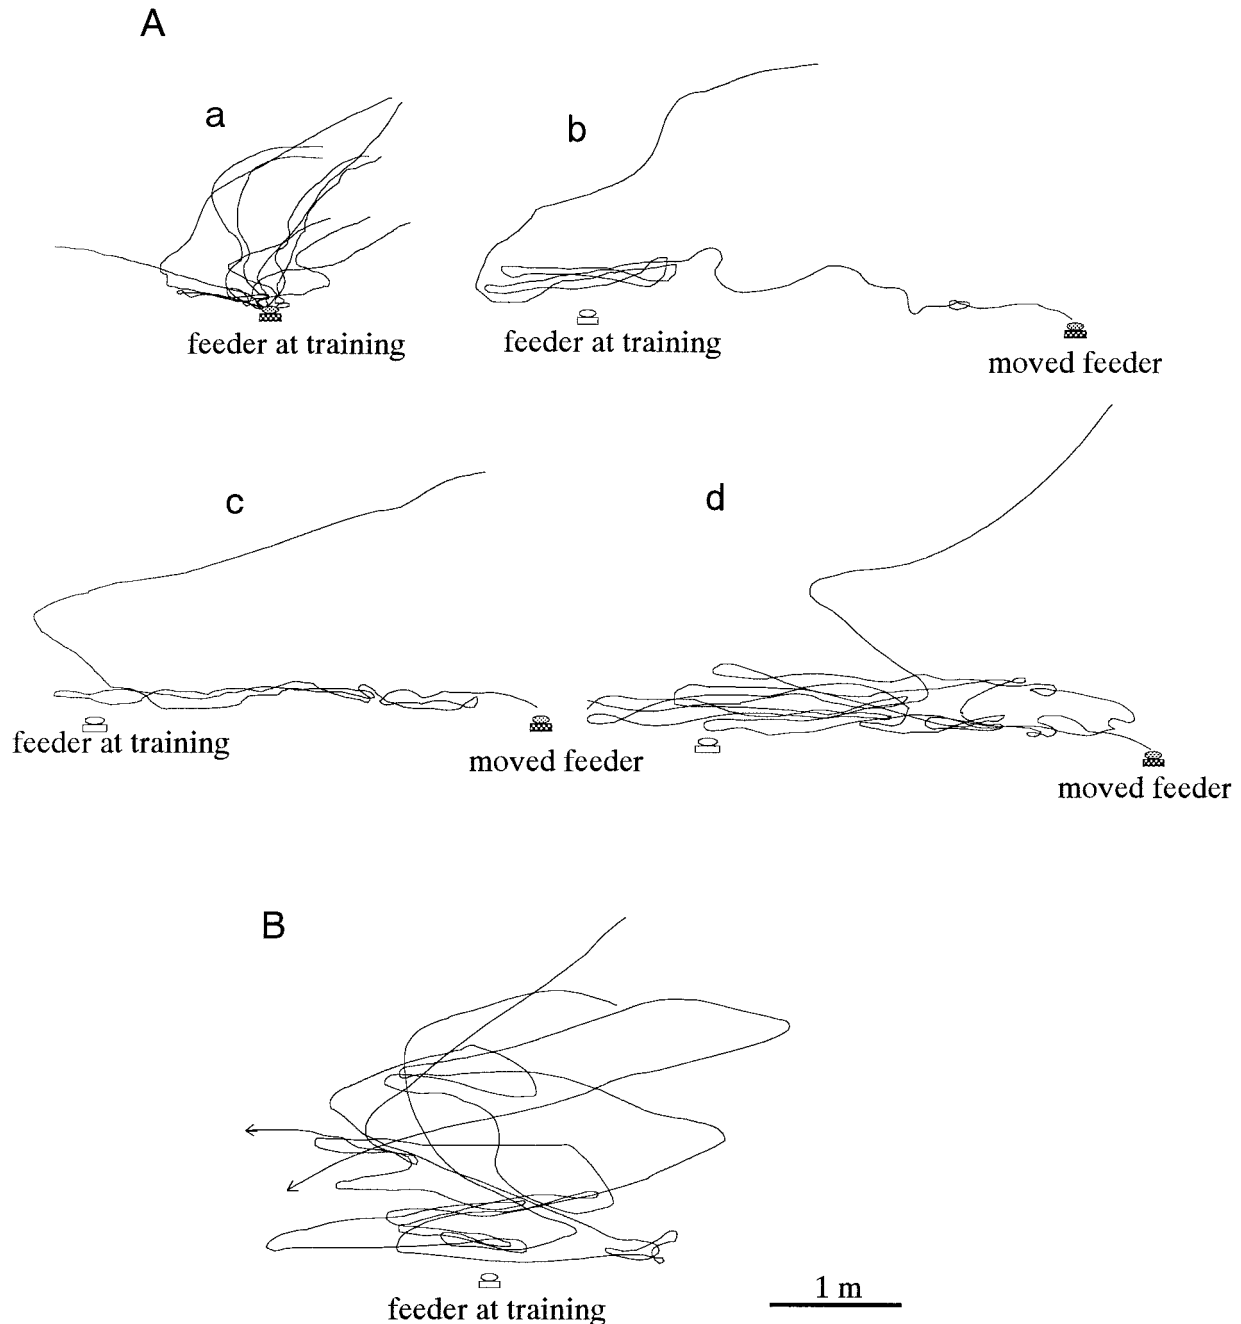 A
a
b
feeder at training
feeder at training
moved feeder
c
d
feeder at training
moved feeder
moved feeder
B
feeder at training
1 m